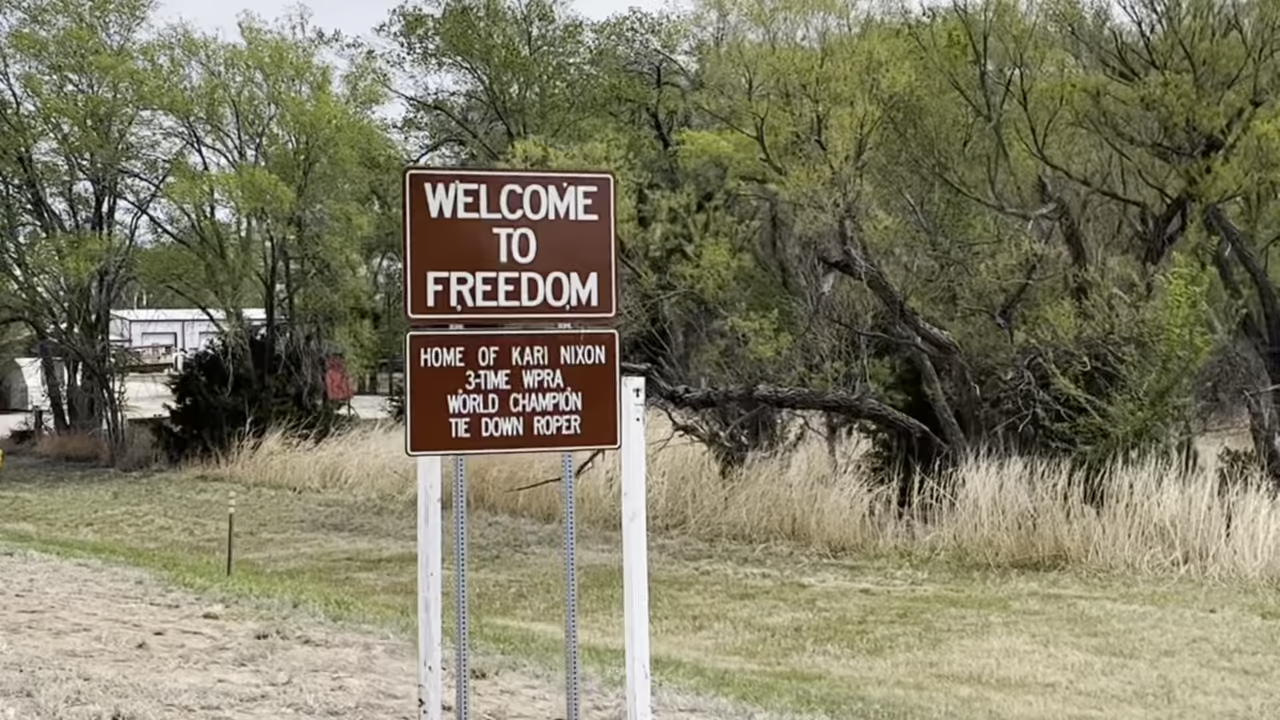 WELCOME
TO
FREEDOM
HOME OF KARI NIXON
3-TIME WPRA
WORLD CHAMPION
TIE DOWN ROPER